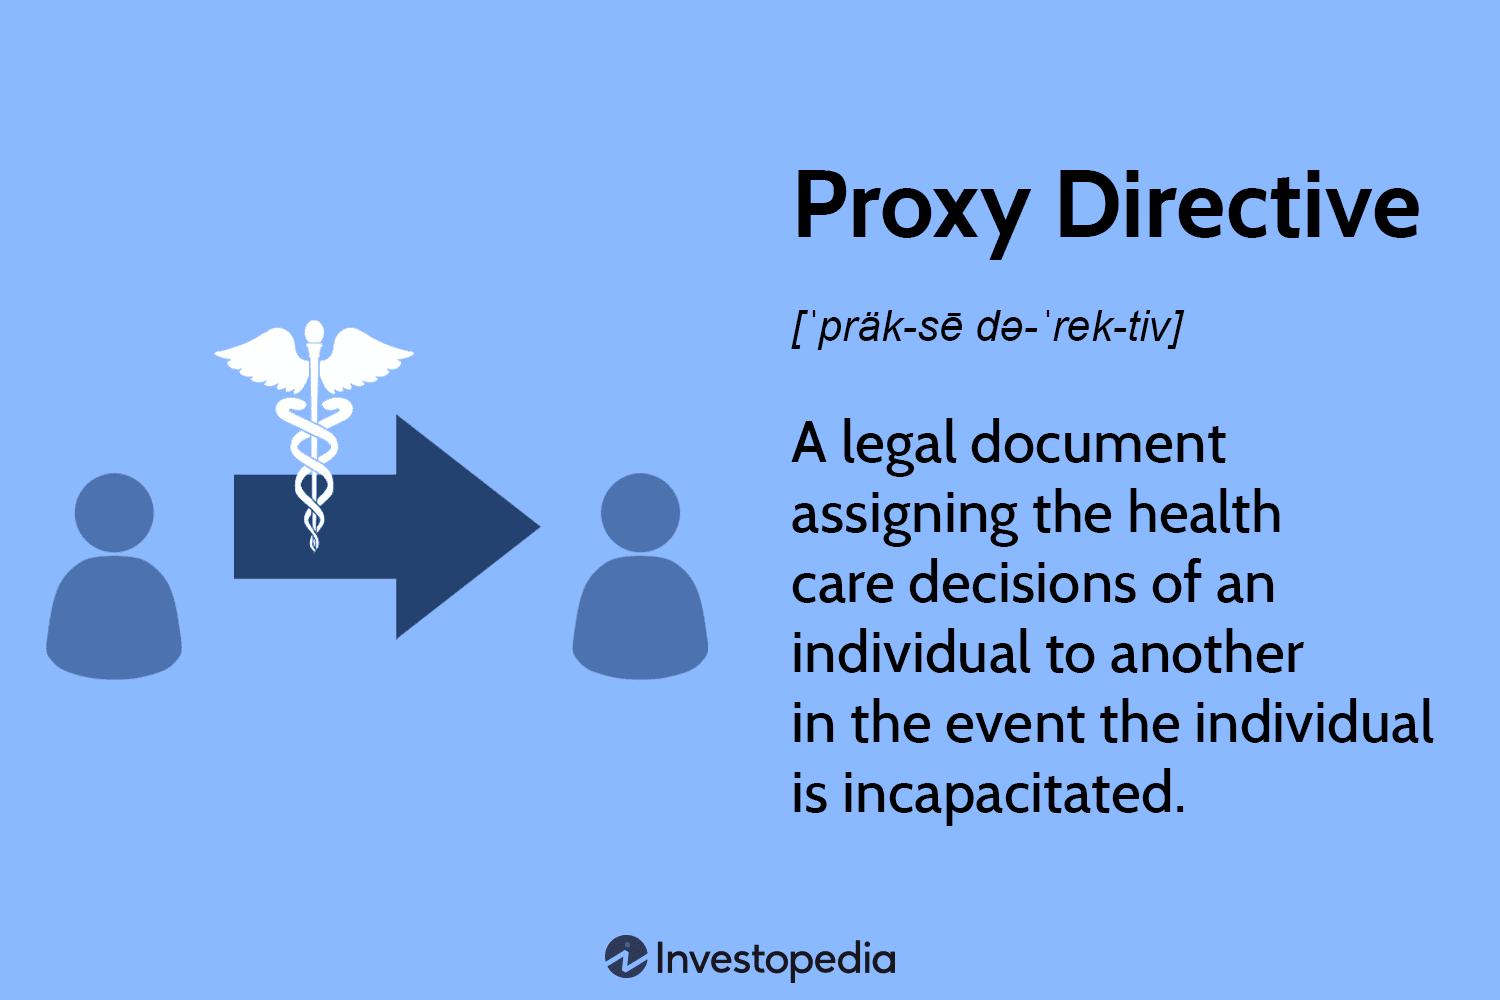 Proxy Directive
[ˈpräk-sē də-ˈrek-tiv]
A legal document
assigning the health
care decisions of an
individual to another
in the event the individual
is incapacitated.
Investopedia